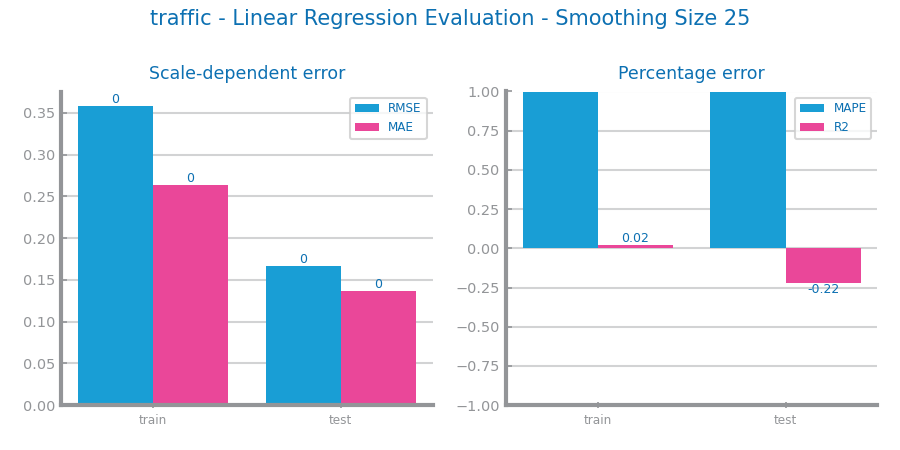 traffic - Linear Regression Evaluation - Smoothing Size 25
Scale-dependent error
0.35
0.30
0.25
0.20
0.15
0.10
0.05
0.00
0
0
0
0
RMSE
MAE
train
test
Percentage error
1.00
0.75
0.50
0.25
0.00
−0.25
−0.50
−0.75
−1.00
0.02
-0.22
MAPE
R2
train
test